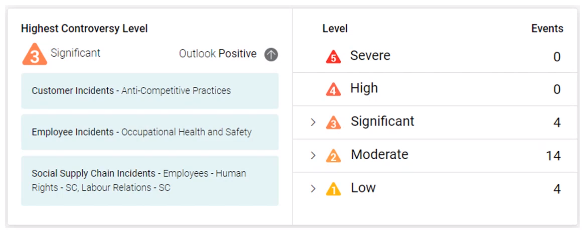 Highest Controversy Level
3 Significant Outlook Positive
Customer Incidents - Anti-Competitive Practices
Employee Incidents - Occupational Health and Safety
Social Supply Chain Incidents - Employees - Human
Rights - SC, Labour Relations - SC
Level Events
5 Severe 0
4 High 0
3 Significant 4
2 Moderate 14
1 Low 4